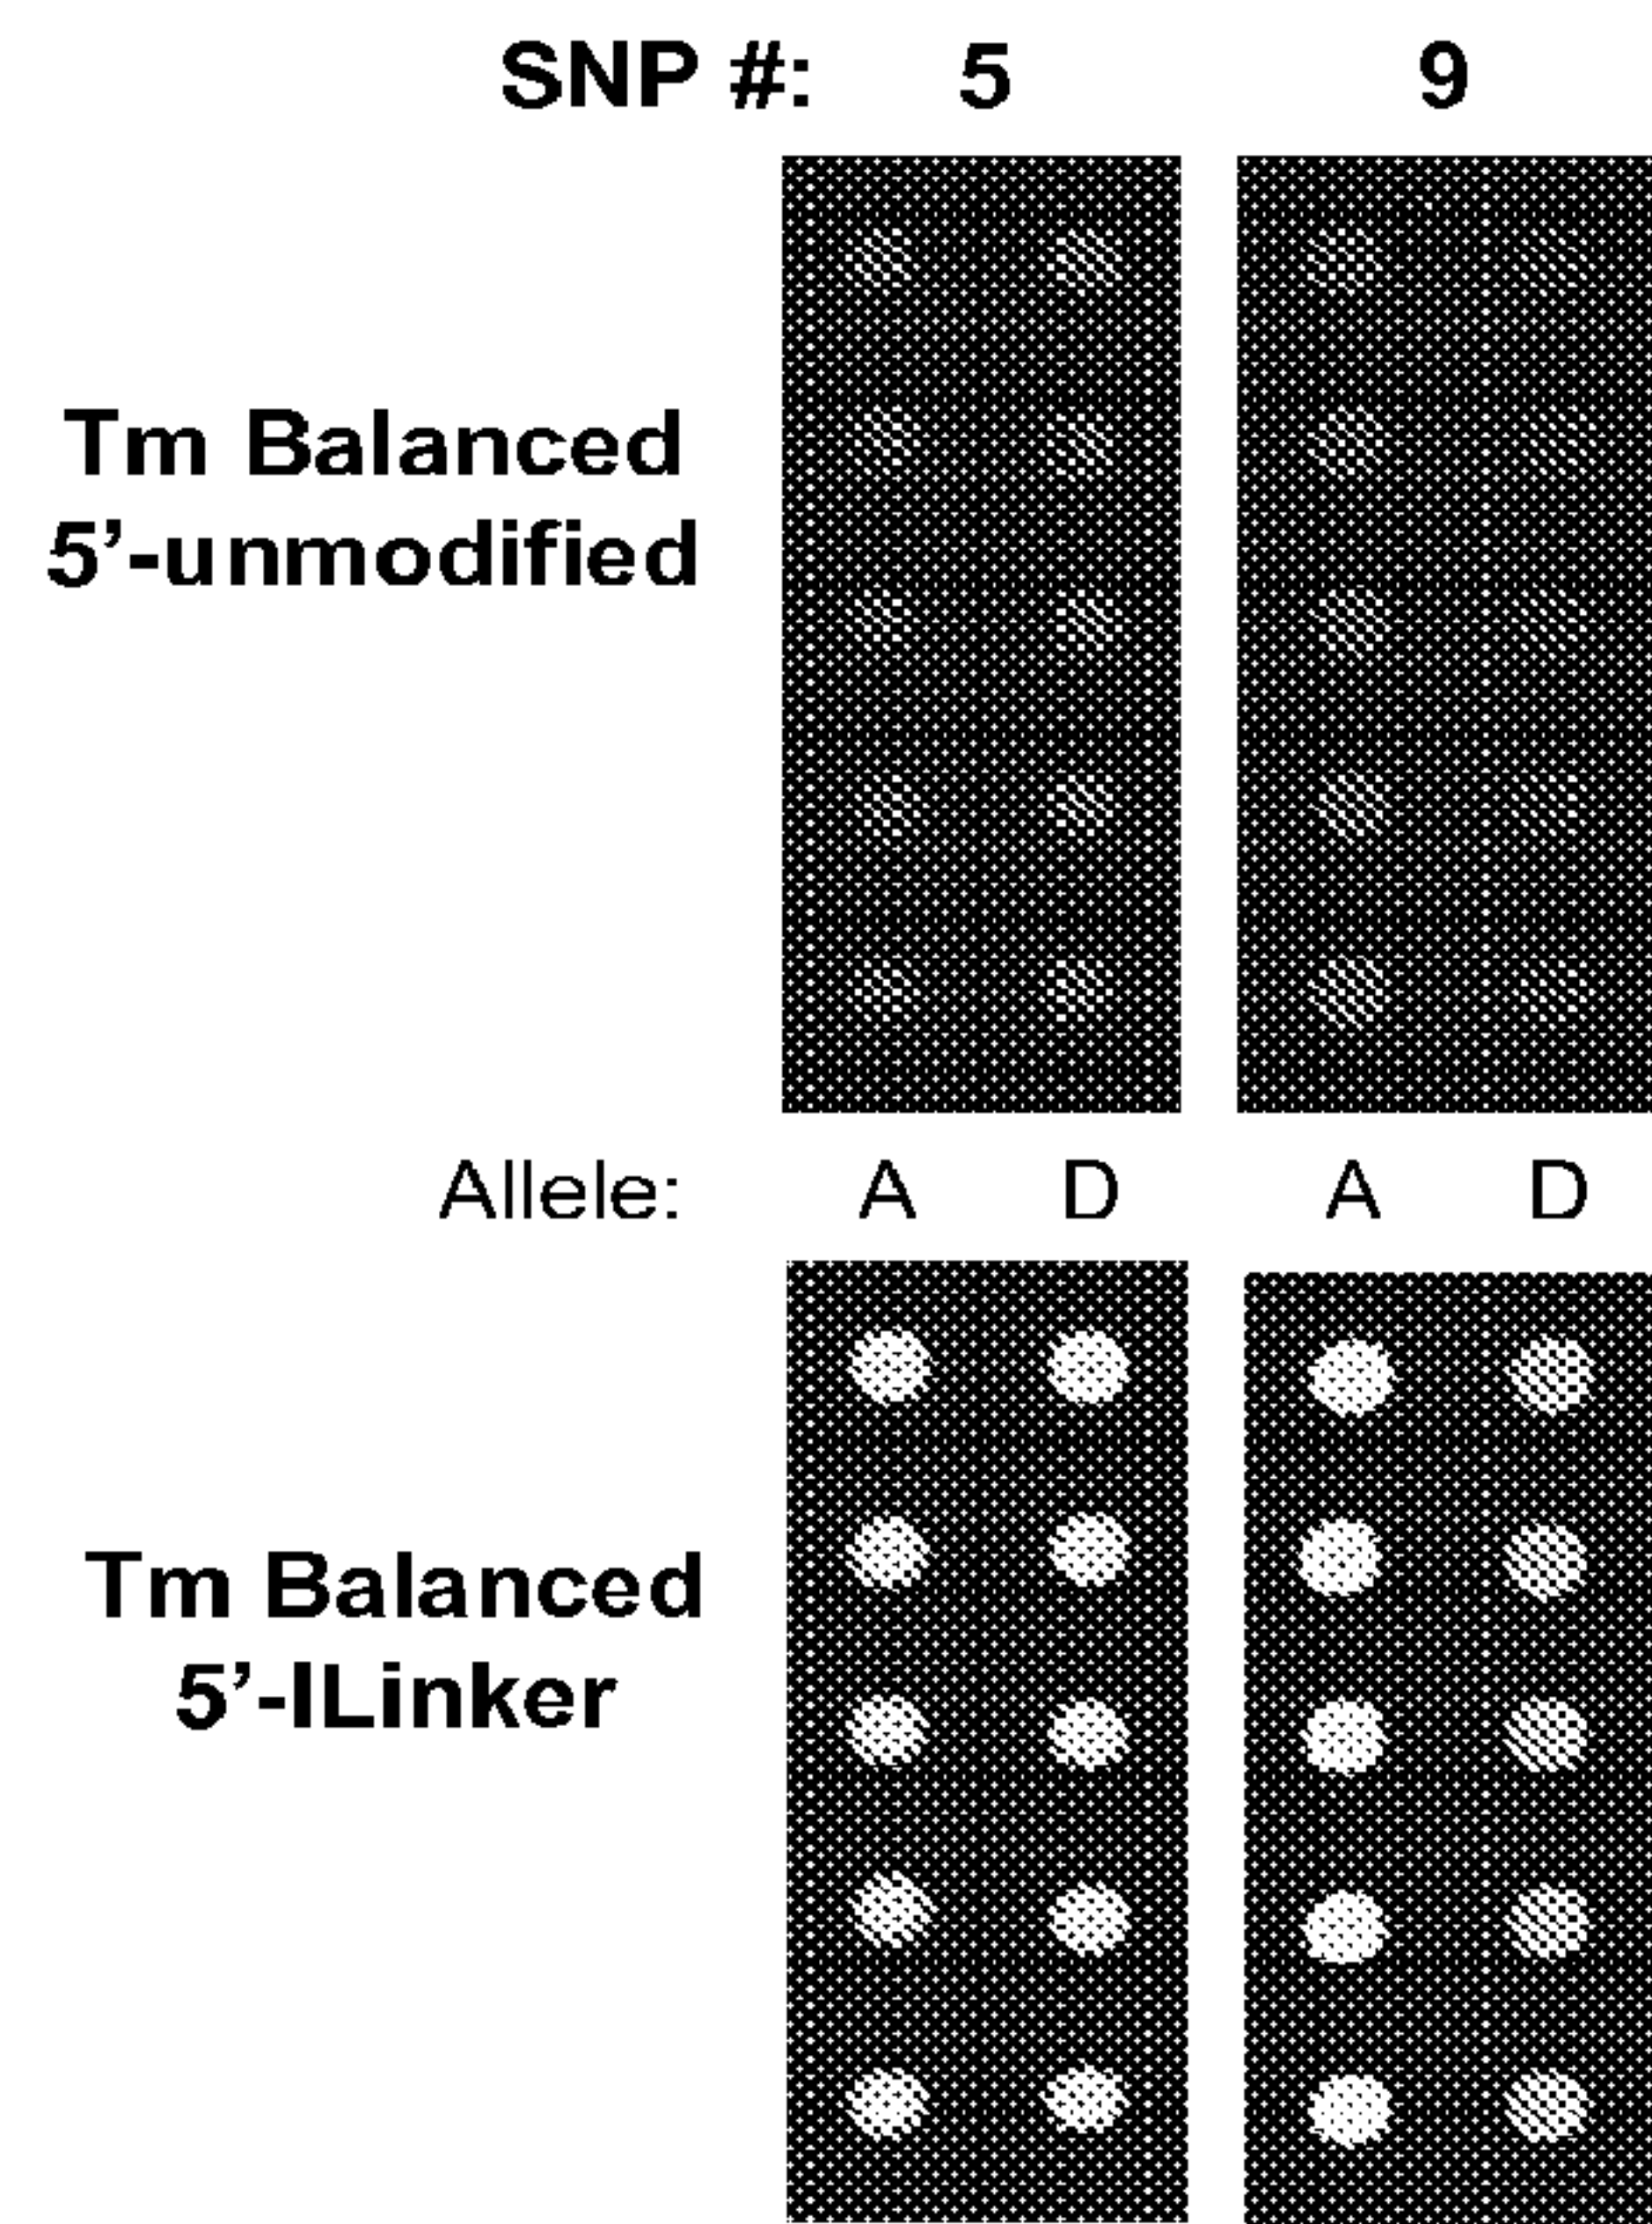 SNP #: 5 9
Tm Balanced
5’-unmodified
Allele: A D A D
Tm Balanced
5’-ILinker